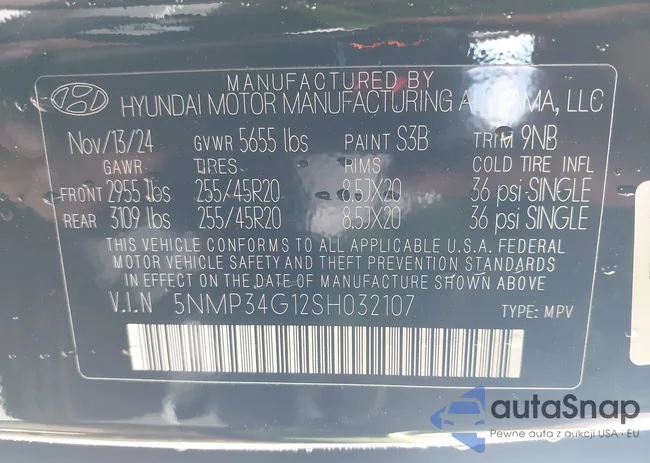 MANUFACTURED BY
HYUNDAI MOTOR MANUFACTURING LLC
Nov/13/24 GVWR 5655 lbs PAINT S3B TRIM 9NB
GAWR TIRES RIMS COLD TIRE INFL
FRONT 2955 lbs 255/45R20 8.5JX20 36 psi-SINGLE
REAR 3109 lbs 255/45R20 8.5JX20 36 psi SINGLE
THIS VEHICLE CONFORMS TO ALL APPLICABLE U.S.A. FEDERAL
MOTOR VEHICLE SAFETY AND THEFT PREVENTION STANDARDS
IN EFFECT ON THE DATE OF MANUFACTURE
V.I.N 5NMP34G12SH032107 TYPE: MPV
autaSnap
Pewne auta z aukcji USA • EU